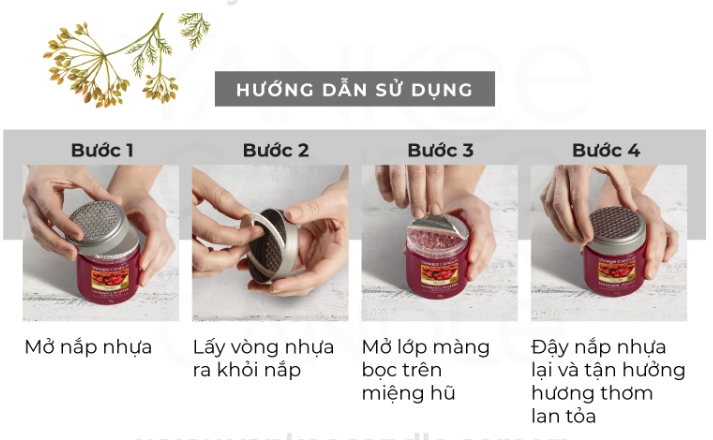 HƯỚNG DẪN SỬ DỤNG
Bước 1
Bước 2
Bước 3
Bước 4
Mở nắp nhựa
Lấy vòng nhựa
ra khỏi nắp
Mở lớp màng
bọc trên
miệng hũ
Đậy nắp nhựa
lại và tận hưởng
hương thơm
lan tỏa